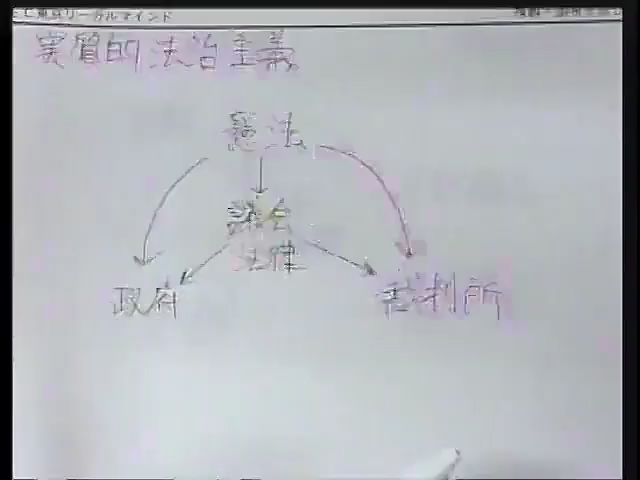 実質的法治主義
憲法
議会
法律
政府
裁判所